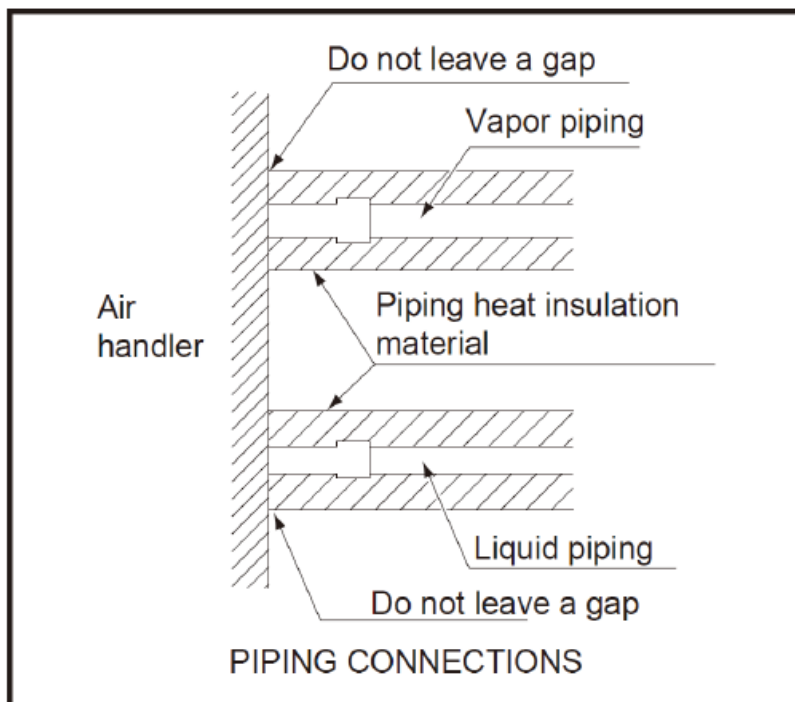 Do not leave a gap
Vapor piping
Air
handler
Piping heat insulation
material
Liquid piping
Do not leave a gap
PIPING CONNECTIONS